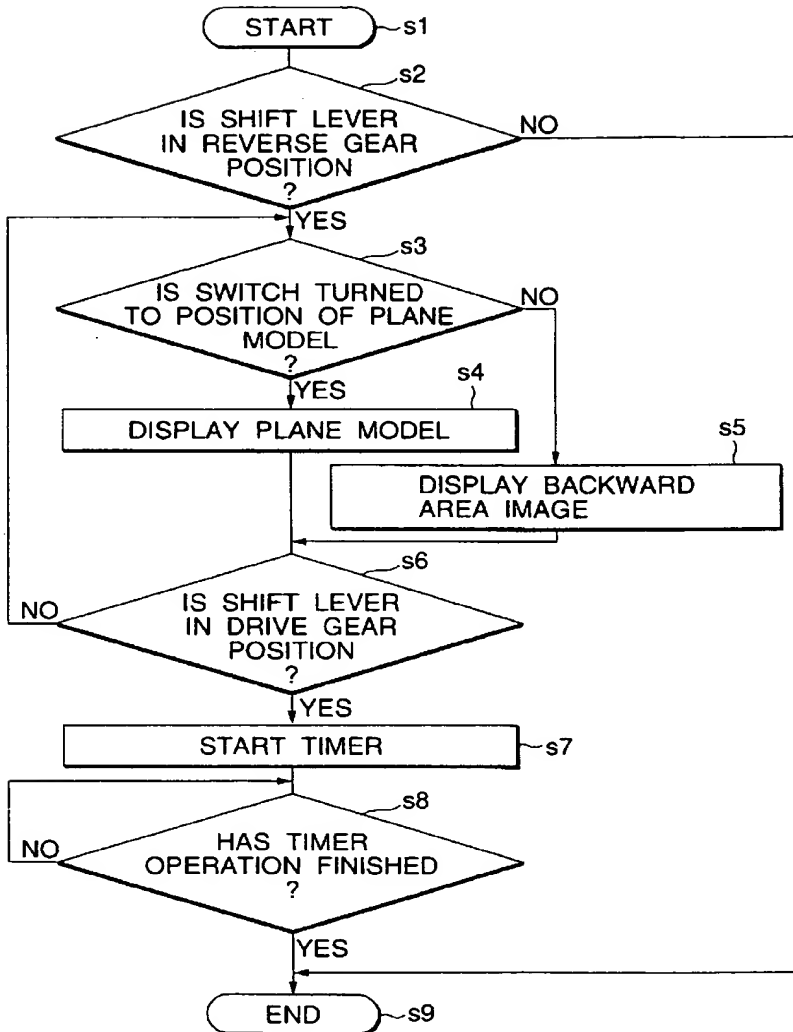 START
s1
s2
IS SHIFT LEVER
IN REVERSE GEAR
POSITION
?
NO
YES
s3
IS SWITCH TURNED
TO POSITION OF PLANE
MODEL
?
NO
YES
s4
DISPLAY PLANE MODEL
s5
DISPLAY BACKWARD
AREA IMAGE
s6
IS SHIFT LEVER
IN DRIVE GEAR
POSITION
?
NO
YES
START TIMER
s7
s8
HAS TIMER
OPERATION FINISHED
?
NO
YES
END
s9